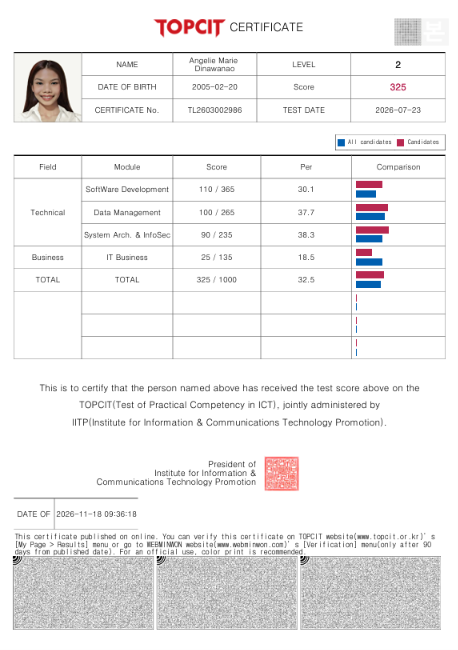 TOPCIT CERTIFICATE
NAME Angelie Marie Dinawanao LEVEL 2
DATE OF BIRTH 2005-02-20 Score 325
CERTIFICATE No. TL2603002986 TEST DATE 2026-07-23
All candidates Candidates
Field Module Score Per Comparison
Technical
SoftWare Development 110 / 365 30.1
Data Management 100 / 265 37.7
System Arch. & InfoSec 90 / 235 38.3
Business IT Business 25 / 135 18.5
TOTAL TOTAL 325 / 1000 32.5
This is to certify that the person named above has received the test score above on the
TOPCIT(Test of Practical Competency in ICT), jointly administered by
IITP(Institute for Information & Communications Technology Promotion).
President of
Institute for Information &
Communications Technology Promotion
DATE OF 2026-11-18 09:36:18
This certificate published on online. You can verify this certificate on TOPCIT website(www.topcit.or.kr)'s
[My Page > Results] menu or go to WEBMINWON website(www.webminwon.com)'s [Verification] menu(only after 90
days from published date). For an official use, color print is recommended.